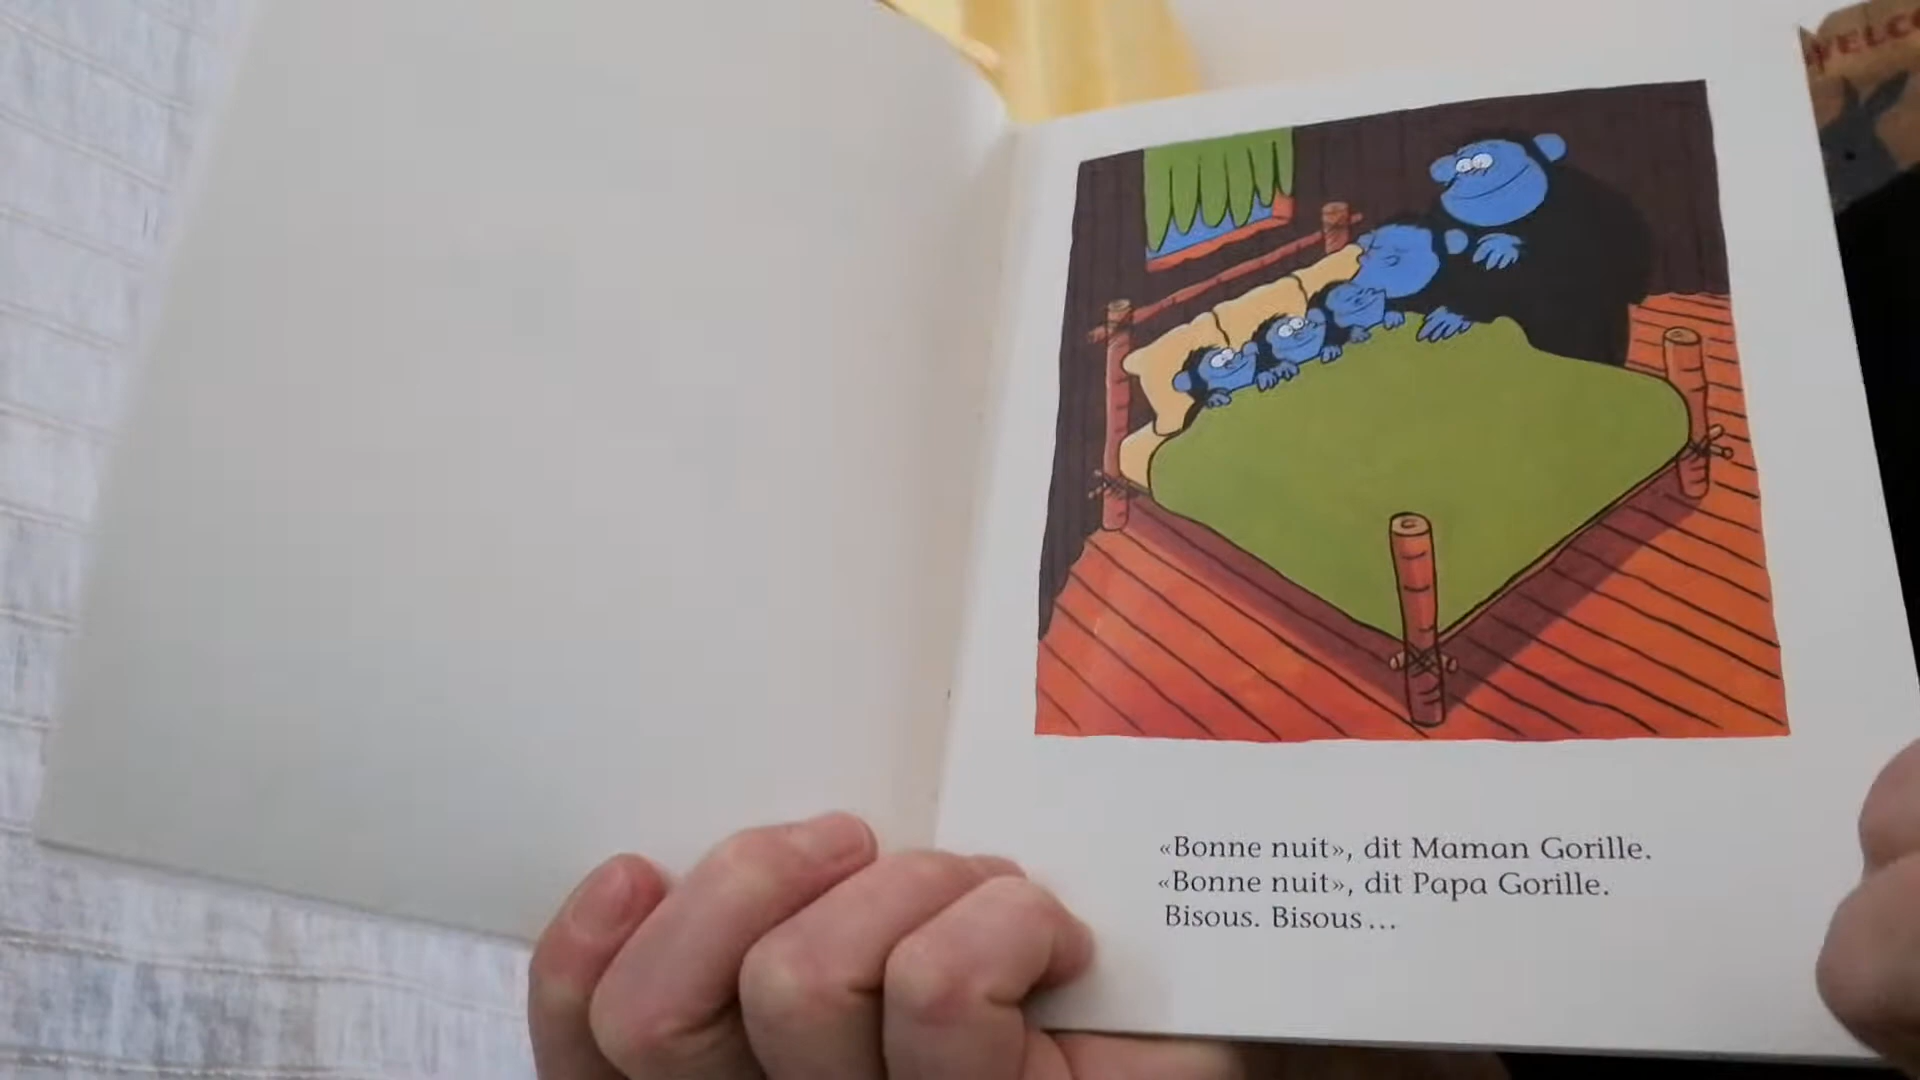 «Bonne nuit», dit Maman Gorille.
«Bonne nuit», dit Papa Gorille.
Bisous. Bisous...